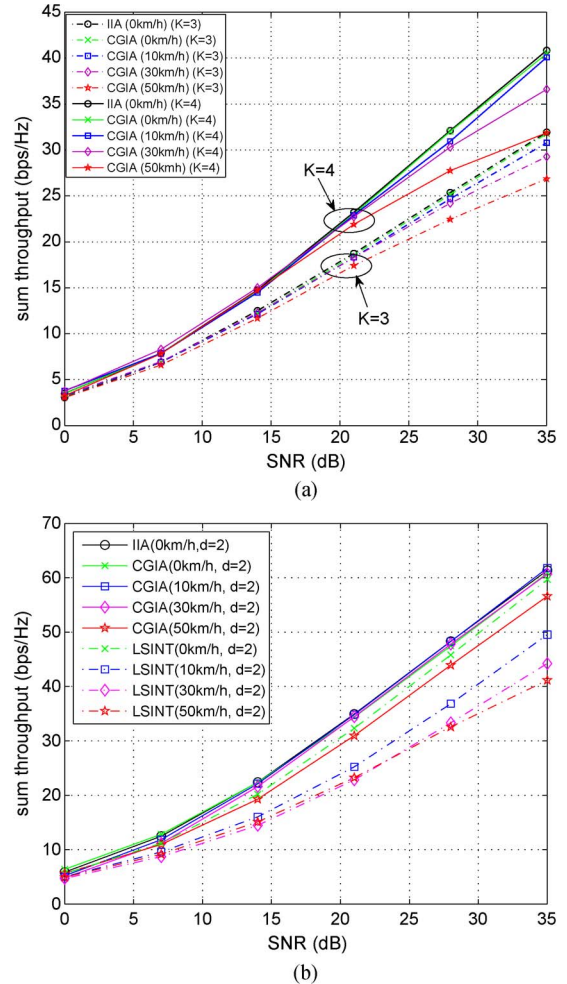 45
40
35
30
25
20
15
10
5
0
sum throughput (bps/Hz)
IIA (0km/h) (K=3)
CGIA (0km/h) (K=3)
CGIA (10km/h) (K=3)
CGIA (30km/h) (K=3)
CGIA (50km/h) (K=3)
IIA (0km/h) (K=4)
CGIA (0km/h) (K=4)
CGIA (10km/h) (K=4)
CGIA (30km/h) (K=4)
CGIA (50kmh) (K=4)
K=4
K=3
0 5 10 15 20 25 30 35
SNR (dB)
(a)
70
60
50
40
30
20
10
0
sum throughput (bps/Hz)
IIA(0km/h,d=2)
CGIA(0km/h, d=2)
CGIA(10km/h, d=2)
CGIA(30km/h, d=2)
CGIA(50km/h, d=2)
LSINT(0km/h, d=2)
LSINT(10km/h, d=2)
LSINT(30km/h, d=2)
LSINT(50km/h, d=2)
0 5 10 15 20 25 30 35
SNR (dB)
(b)